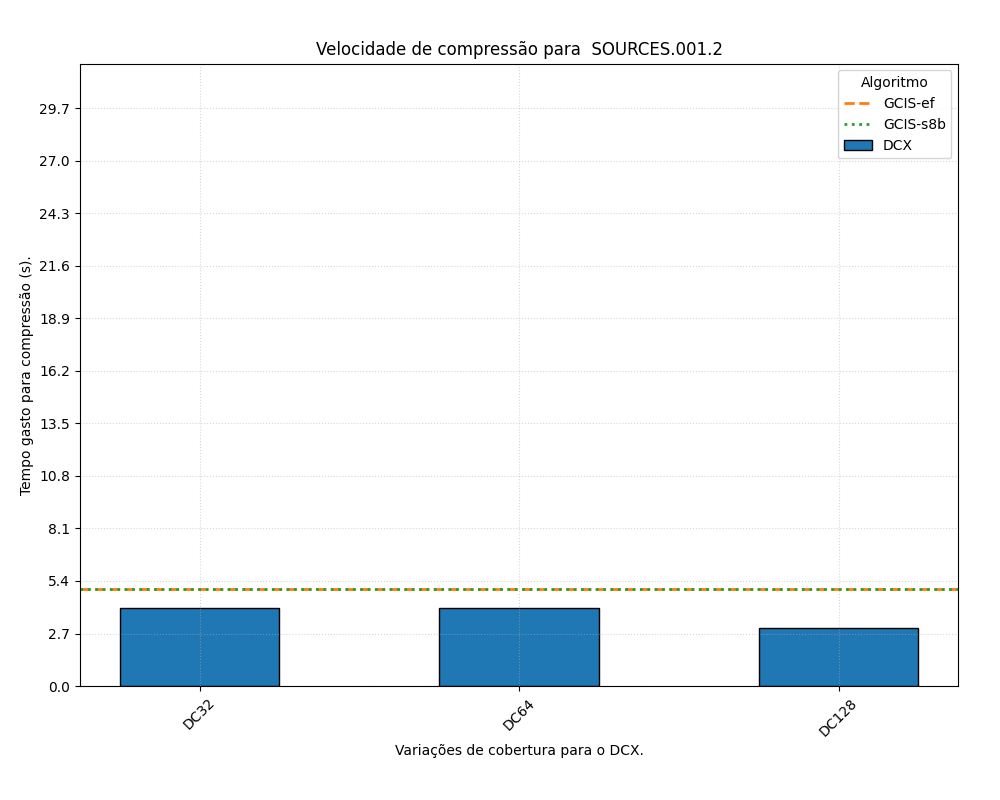 Velocidade de compressão para  SOURCES.001.2
Algoritmo
GCIS-ef
GCIS-s8b
DCX
Tempo gasto para compressão (s).
29.7
27.0
24.3
21.6
18.9
16.2
13.5
10.8
8.1
5.4
2.7
0.0
DC32
DC64
DC128
Variações de cobertura para o DCX.